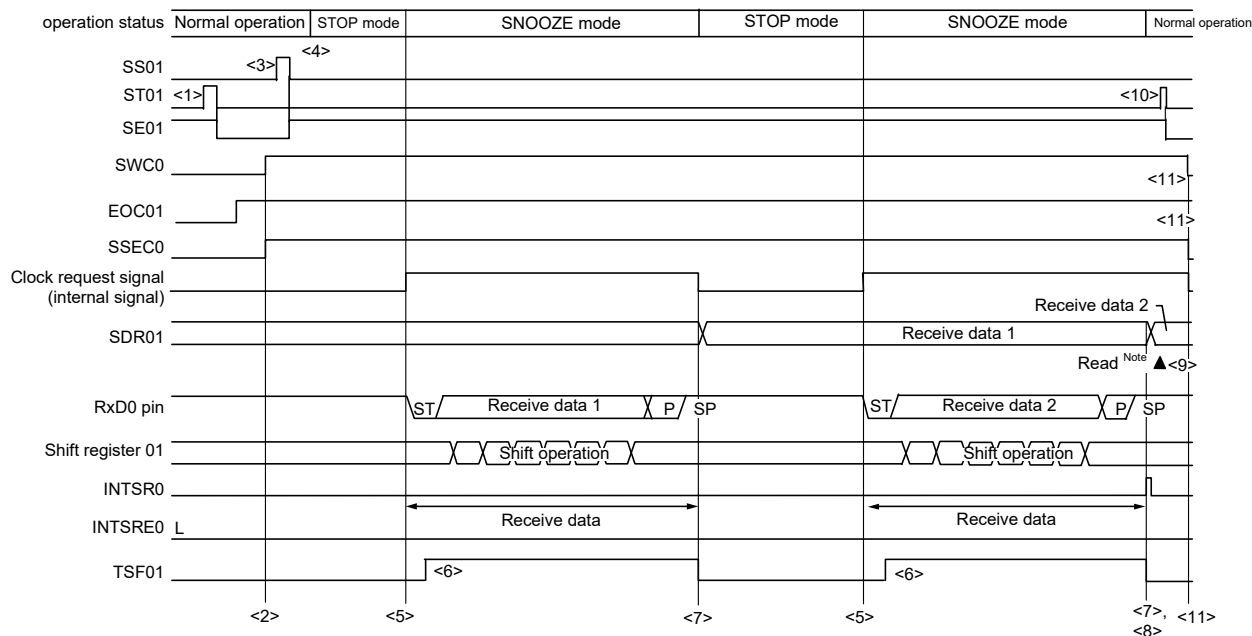 operation status Normal operation STOP mode SNOOZE mode STOP mode SNOOZE mode Normal operation
<4>
SS01 <3>
ST01 <1> <10>
SE01
SWC0
<11>
EOC01
<11>
SSEC0
Clock request signal
(internal signal)
Receive data 2
SDR01 Receive data 1
Read Note ▲<9>
RxD0 pin ST Receive data 1 P SP ST Receive data 2 P SP
Shift register 01 Shift operation Shift operation
INTSR0
Receive data Receive data
INTSRE0 L
TSF01 <6> <6>
<2> <5> <7> <5> <7>, <11>
<8>